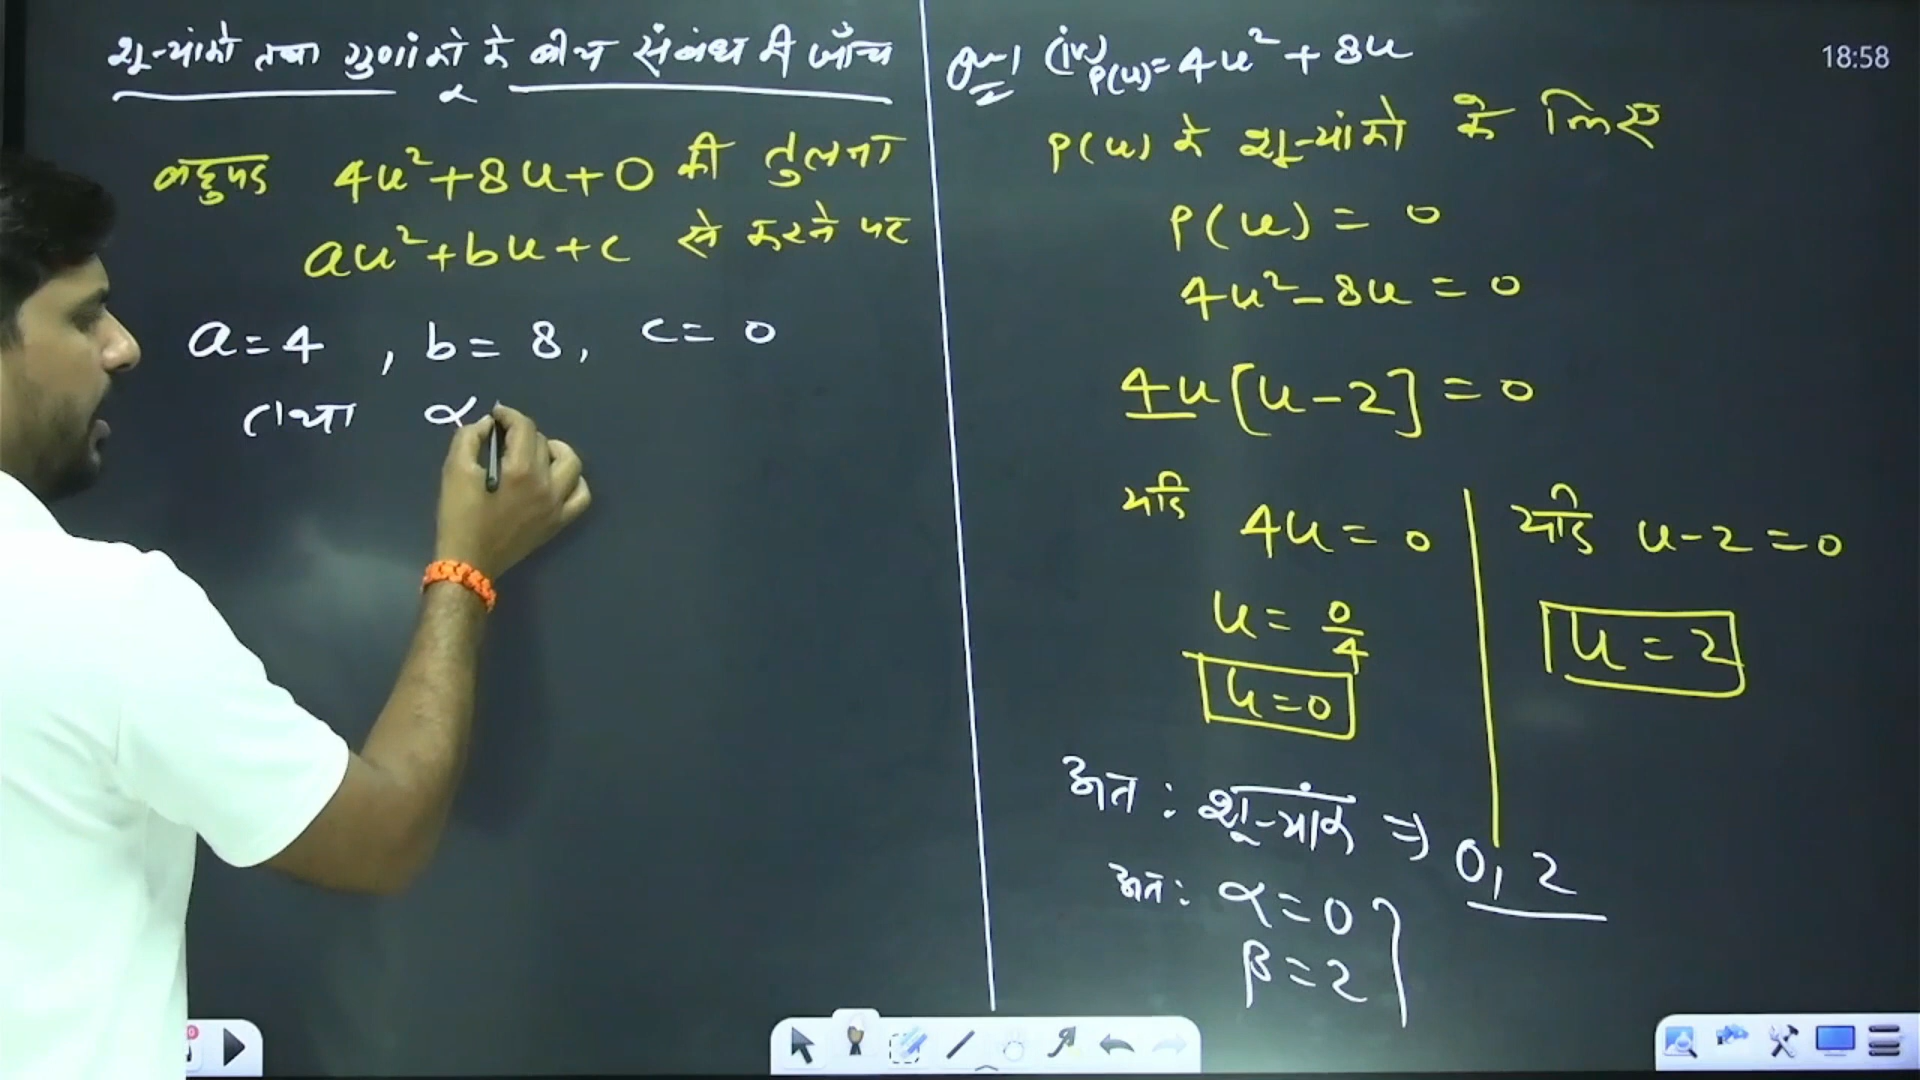 शून्यांको तथा गुणांको के बीच संबंध की जाँच
बहुपद 4u²+8u+0 की तुलना
au²+bu+c से करने पर
a=4 , b=8, c=0
तथा α
Qus1 (iv) P(u)=4u²+8u
P(u) के शून्यांको के लिए
P(u)=0
4u²-8u=0
4u[u-2]=0
यदि 4u=0
u=0/4
u=0
यदि u-2=0
u=2
अत: शून्यांक ⇒ 0,2
अत: α=0
β=2
18:58